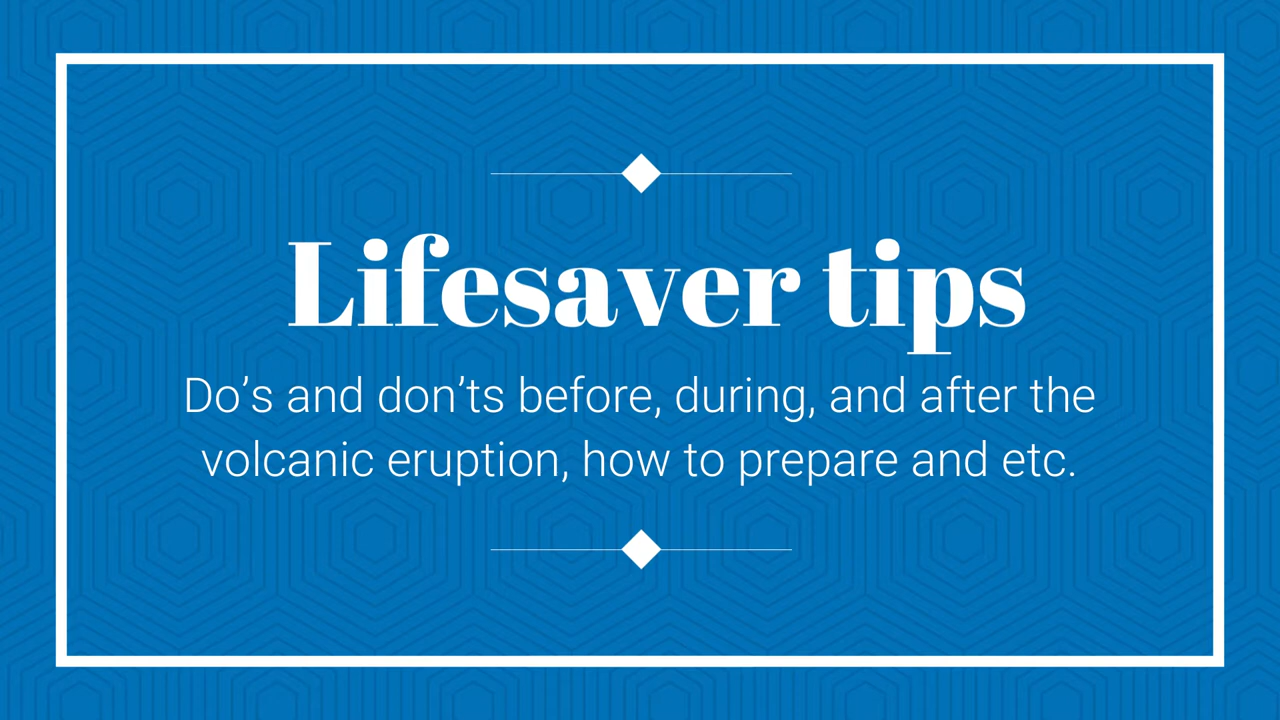 Lifesaver tips
Do’s and don’ts before, during, and after the
volcanic eruption, how to prepare and etc.